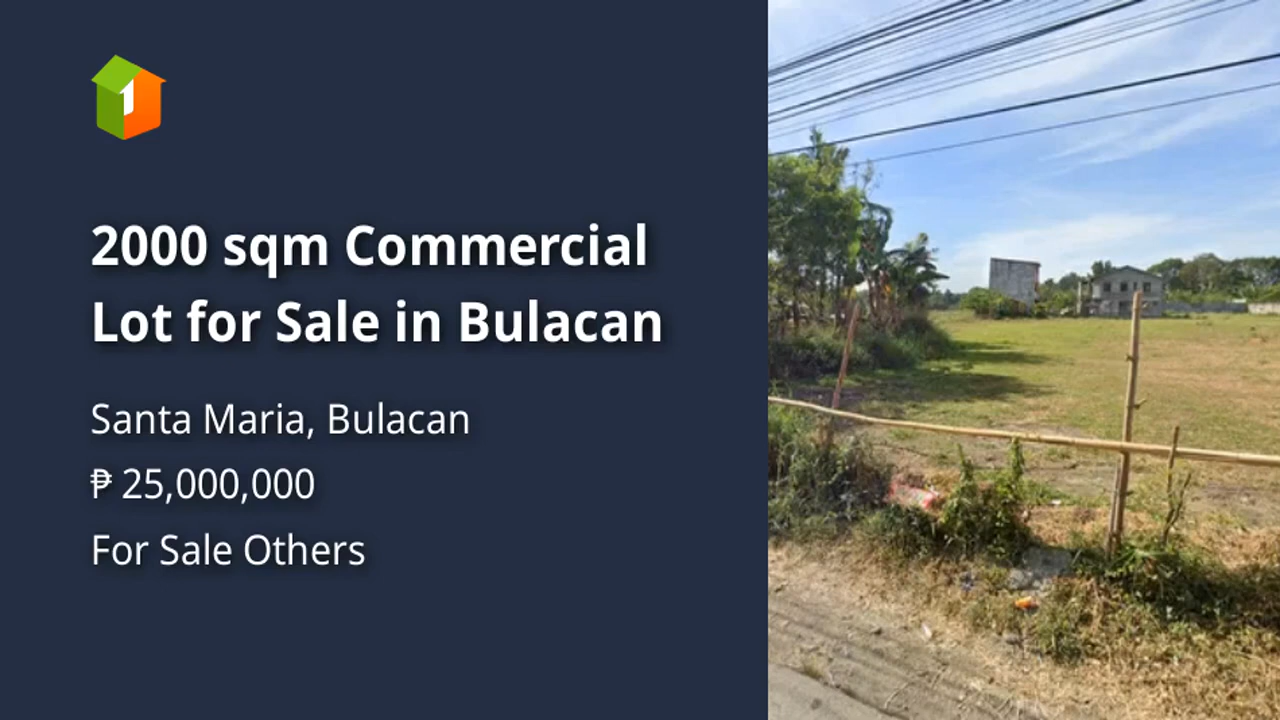 2000 sqm Commercial
Lot for Sale in Bulacan
Santa Maria, Bulacan
₱ 25,000,000
For Sale Others